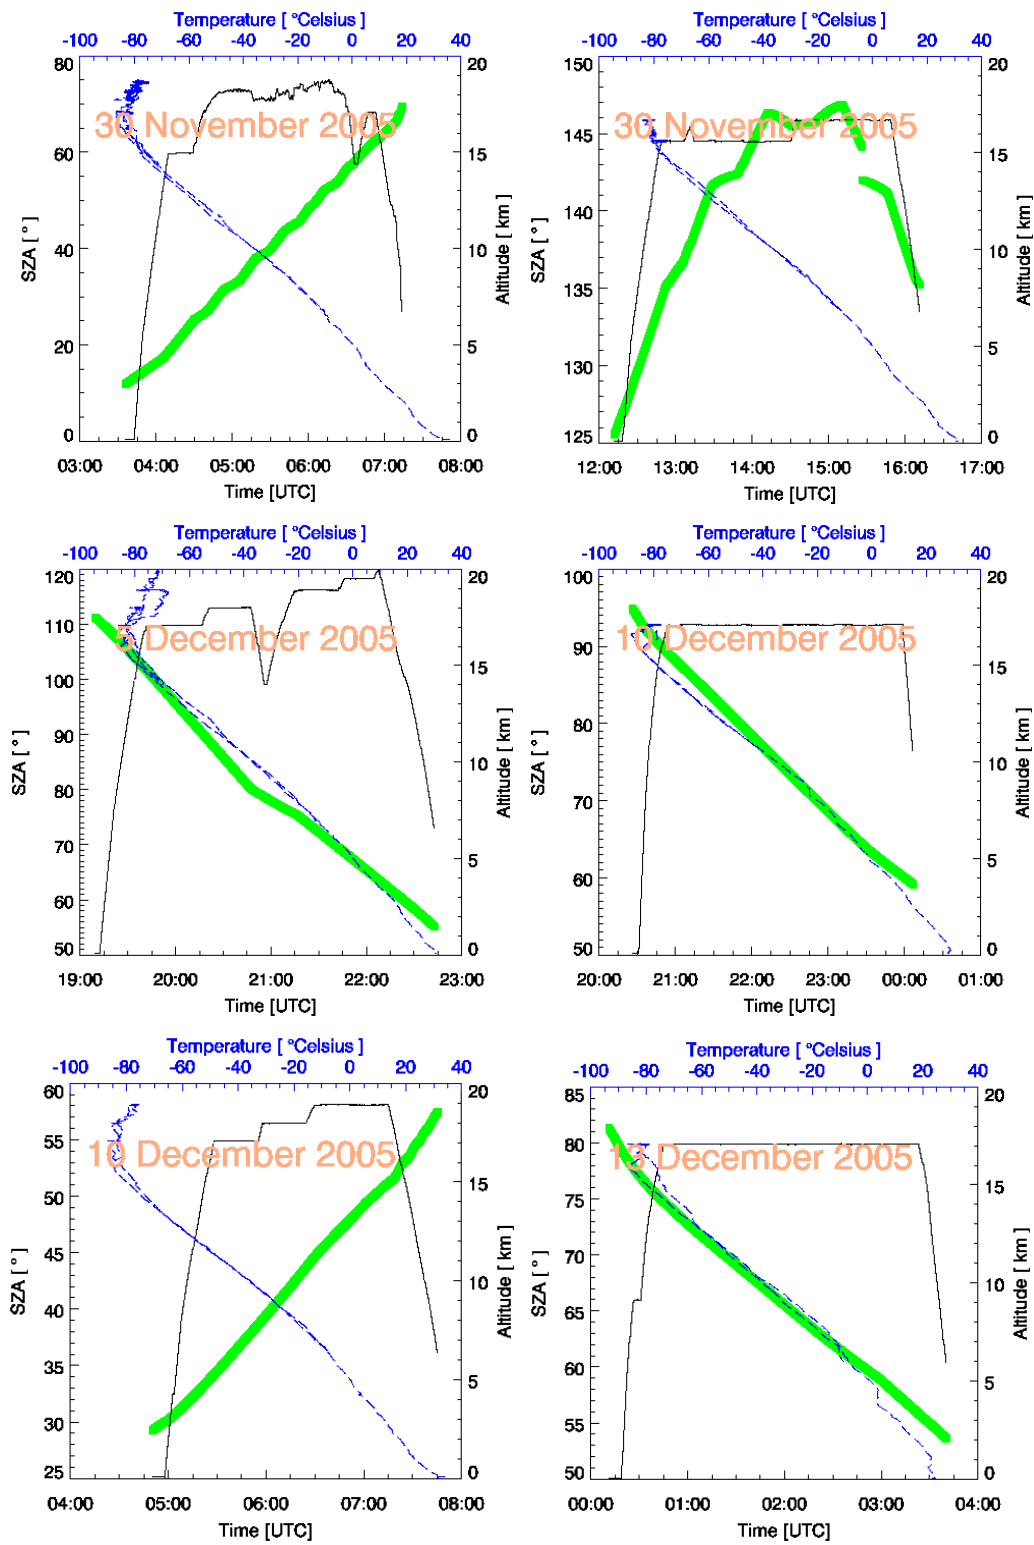 Temperature [ °Celsius ]
-100 -80 -60 -40 -20 0 20 40
80 60 40 20 0
SZA [ ° ]
30 November 2005
20 15 10 5 0
Altitude [ km ]
03:00 04:00 05:00 06:00 07:00 08:00
Time [UTC]
Temperature [ °Celsius ]
-100 -80 -60 -40 -20 0 20 40
150 145 140 135 130 125
SZA [ ° ]
30 November 2005
20 15 10 5 0
Altitude [ km ]
12:00 13:00 14:00 15:00 16:00 17:00
Time [UTC]
Temperature [ °Celsius ]
-100 -80 -60 -40 -20 0 20 40
120 110 100 90 80 70 60 50
SZA [ ° ]
5 December 2005
20 15 10 5 0
Altitude [ km ]
19:00 20:00 21:00 22:00 23:00
Time [UTC]
Temperature [ °Celsius ]
-100 -80 -60 -40 -20 0 20 40
100 90 80 70 60 50
SZA [ ° ]
10 December 2005
20 15 10 5 0
Altitude [ km ]
20:00 21:00 22:00 23:00 00:00 01:00
Time [UTC]
Temperature [ °Celsius ]
-100 -80 -60 -40 -20 0 20 40
60 55 50 45 40 35 30 25
SZA [ ° ]
10 December 2005
20 15 10 5 0
Altitude [ km ]
04:00 05:00 06:00 07:00 08:00
Time [UTC]
Temperature [ °Celsius ]
-100 -80 -60 -40 -20 0 20 40
85 80 75 70 65 60 55 50
SZA [ ° ]
13 December 2005
20 15 10 5 0
Altitude [ km ]
00:00 01:00 02:00 03:00 04:00
Time [UTC]